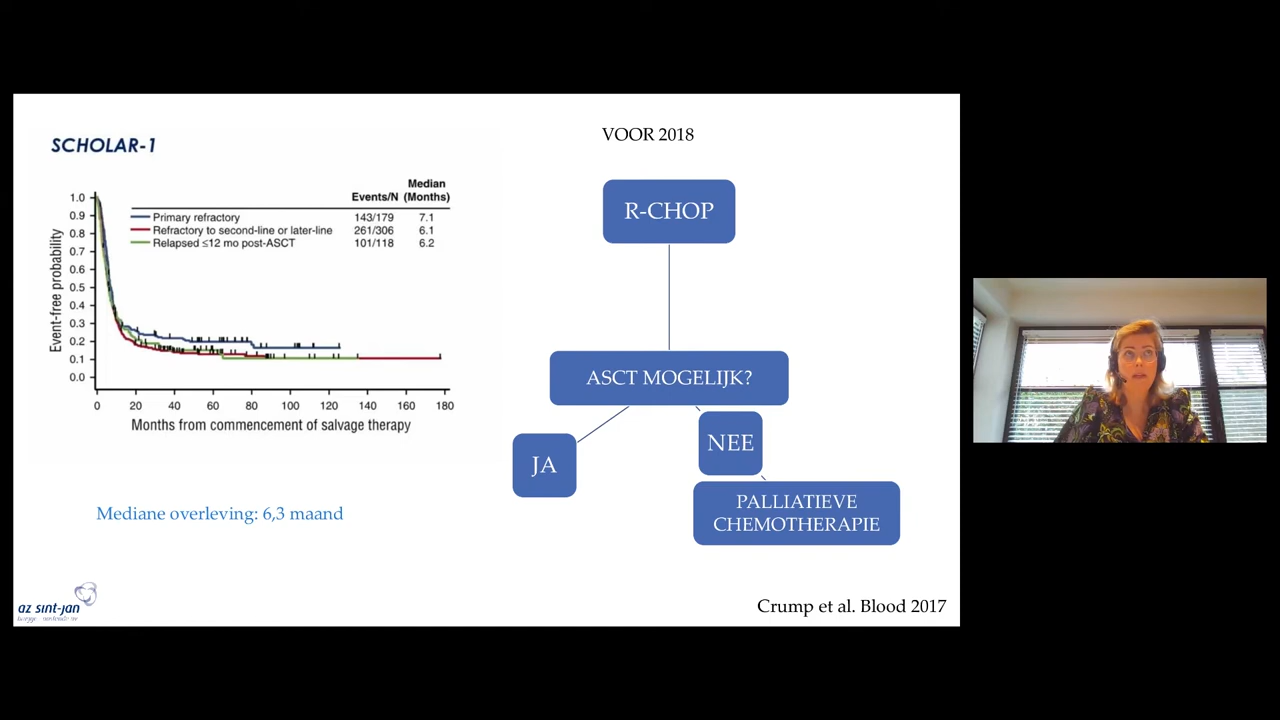 SCHOLAR-1
Median
Events/N (Months)
Primary refractory 143/179 7.1
Refractory to second-line or later-line 261/306 6.1
Relapsed ≤12 mo post-ASCT 101/118 6.2
Event-free probability
1.0
0.9
0.8
0.7
0.6
0.5
0.4
0.3
0.2
0.1
0.0
0 20 40 60 80 100 120 140 160 180
Months from commencement of salvage therapy
Mediane overleving: 6,3 maand
az sint-jan
VOOR 2018
R-CHOP
ASCT MOGELIJK?
JA
NEE
PALLIATIEVE
CHEMOTHERAPIE
Crump et al. Blood 2017